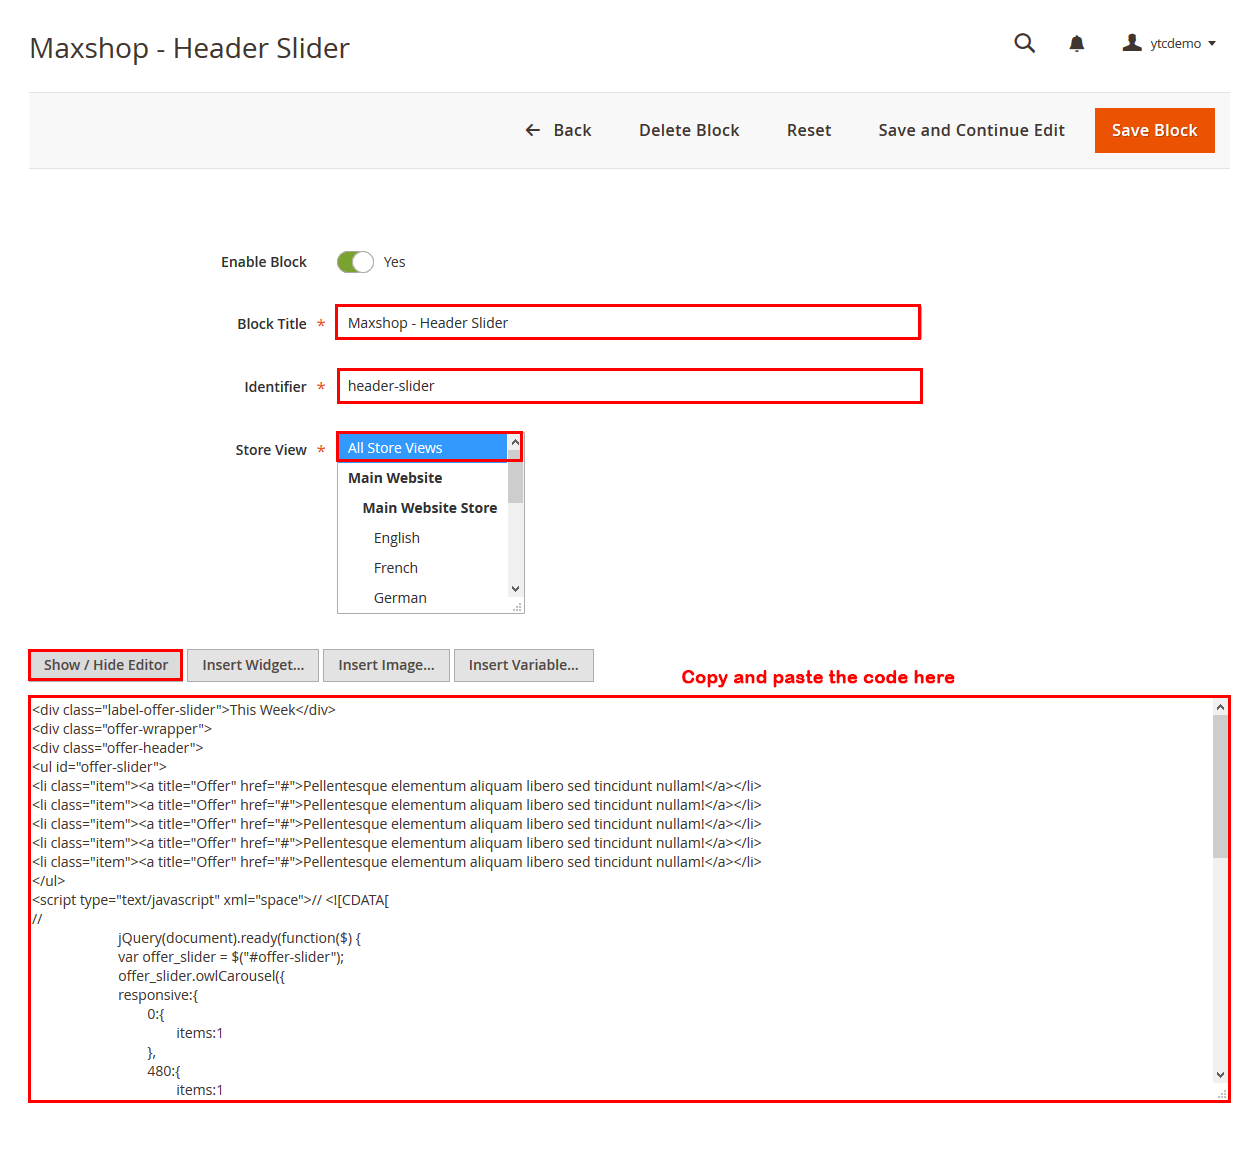 Maxshop - Header Slider
ytcdemo
Back
Delete Block
Reset
Save and Continue Edit
Save Block
Enable Block
Yes
Block Title *
Maxshop - Header Slider
Identifier *
header-slider
Store View *
All Store Views
Main Website
Main Website Store
English
French
German
Show / Hide Editor
Insert Widget...
Insert Image...
Insert Variable...
Copy and paste the code here
<div class="label-offer-slider">This Week</div>
<div class="offer-wrapper">
<div class="offer-header">
<ul id="offer-slider">
<li class="item"><a title="Offer" href="#">Pellentesque elementum aliquam libero sed tincidunt nullam!</a></li>
<li class="item"><a title="Offer" href="#">Pellentesque elementum aliquam libero sed tincidunt nullam!</a></li>
<li class="item"><a title="Offer" href="#">Pellentesque elementum aliquam libero sed tincidunt nullam!</a></li>
<li class="item"><a title="Offer" href="#">Pellentesque elementum aliquam libero sed tincidunt nullam!</a></li>
<li class="item"><a title="Offer" href="#">Pellentesque elementum aliquam libero sed tincidunt nullam!</a></li>
</ul>
<script type="text/javascript" xml="space">// <![CDATA[
//
jQuery(document).ready(function($) {
var offer_slider = $("#offer-slider");
offer_slider.owlCarousel({
responsive:{
0:{
items:1
},
480:{
items:1